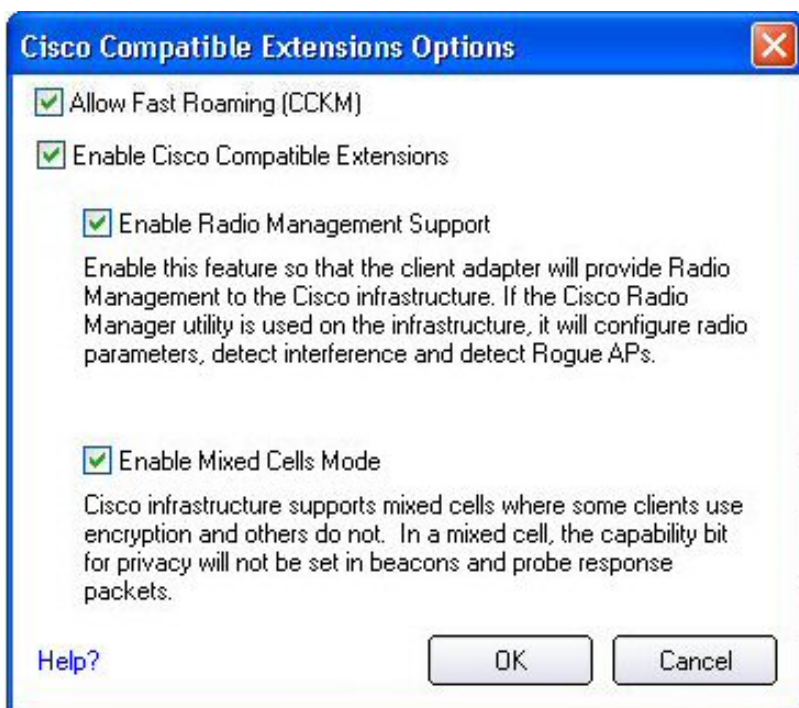 Cisco Compatible Extensions Options
Allow Fast Roaming (CCKM)
Enable Cisco Compatible Extensions
Enable Radio Management Support
Enable this feature so that the client adapter will provide Radio
Management to the Cisco infrastructure. If the Cisco Radio
Manager utility is used on the infrastructure, it will configure radio
parameters, detect interference and detect Rogue APs.
Enable Mixed Cells Mode
Cisco infrastructure supports mixed cells where some clients use
encryption and others do not.  In a mixed cell, the capability bit
for privacy will not be set in beacons and probe response
packets.
Help?
OK
Cancel